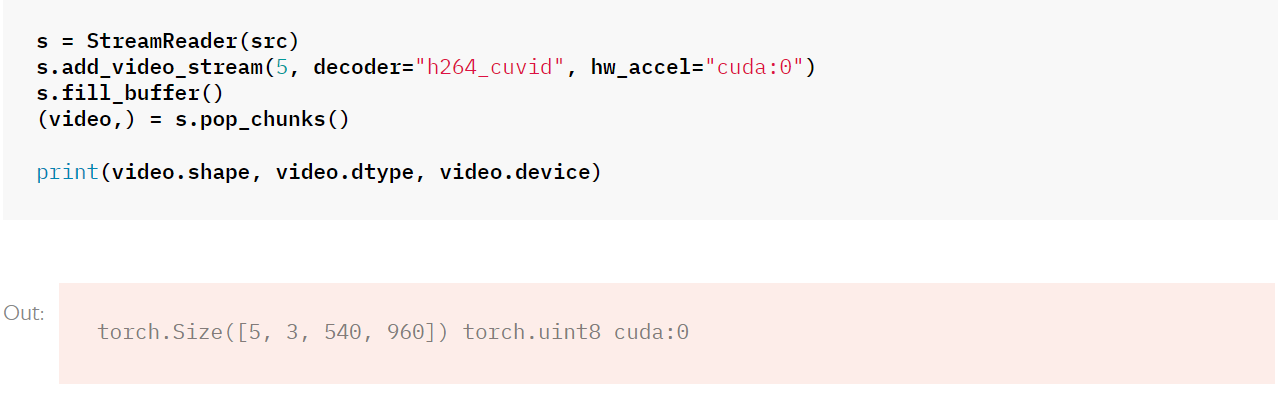 s = StreamReader(src)
s.add_video_stream(5, decoder="h264_cuvid", hw_accel="cuda:0")
s.fill_buffer()
(video,) = s.pop_chunks()
print(video.shape, video.dtype, video.device)
Out:
torch.Size([5, 3, 540, 960]) torch.uint8 cuda:0